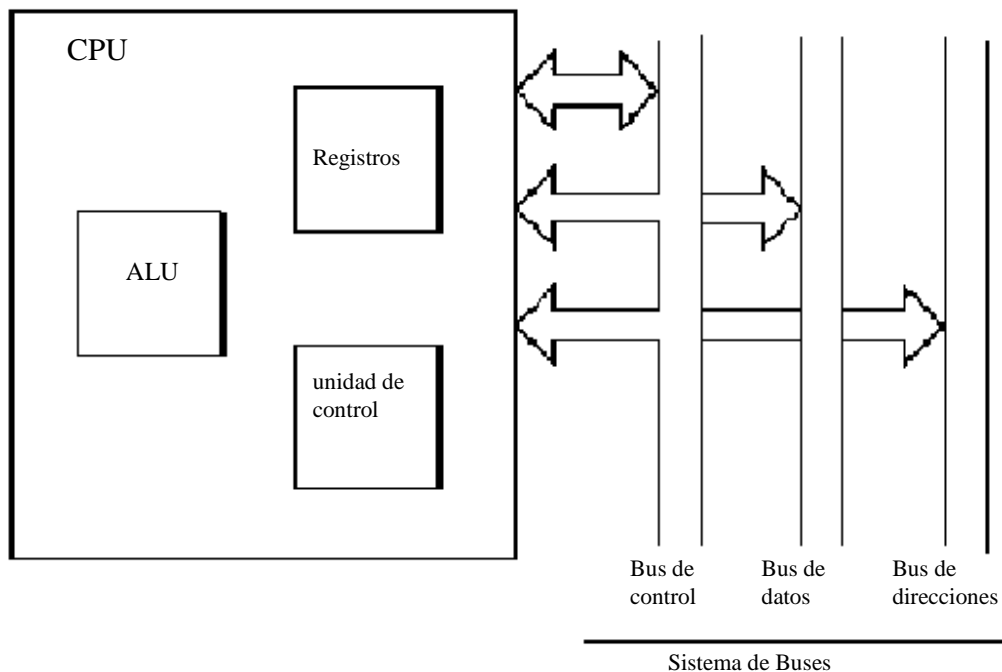 CPU
Registros
ALU
unidad de
control
Bus de
control
Bus de
datos
Bus de
direcciones
Sistema de Buses